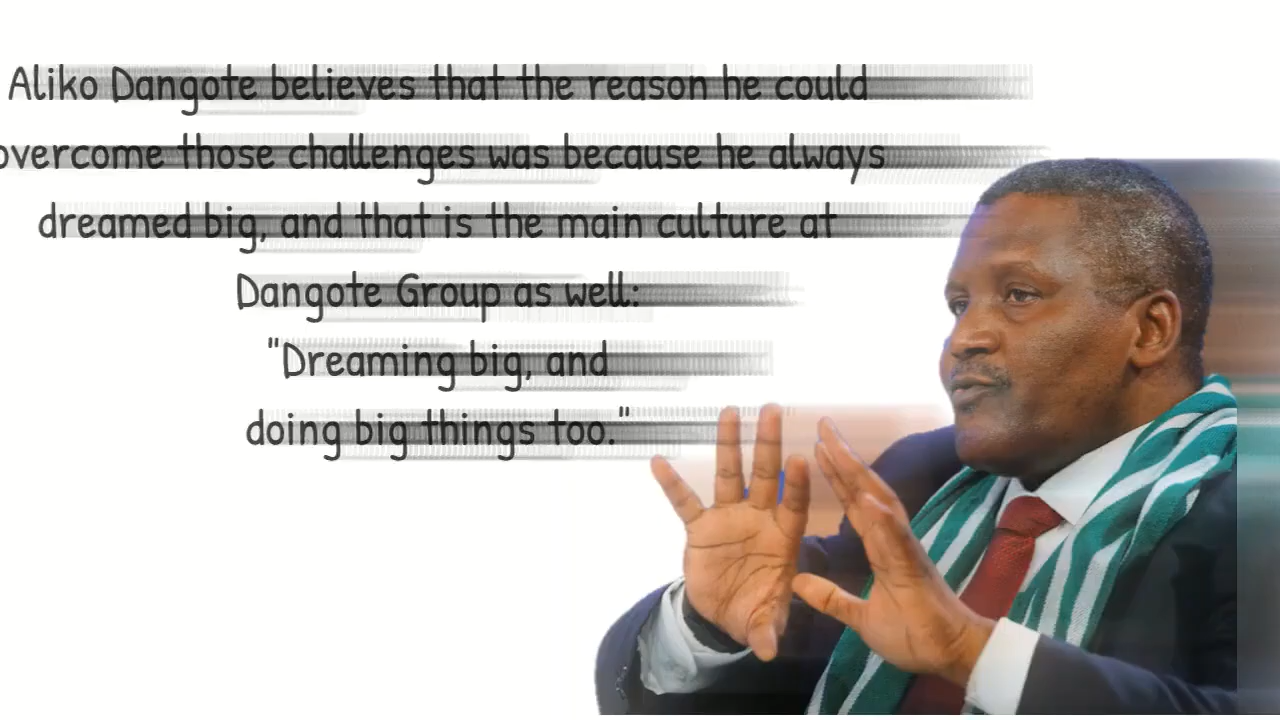 Aliko Dangote believes that the reason he could
overcome those challenges was because he always
dreamed big, and that is the main culture at
Dangote Group as well:
"Dreaming big, and
doing big things too."